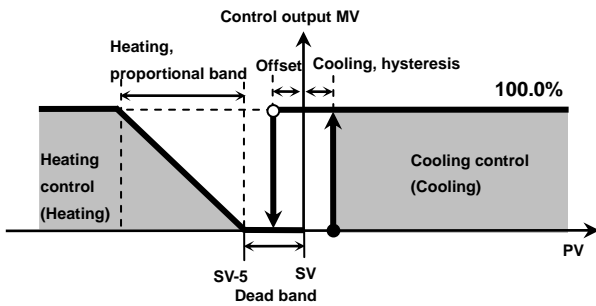 Control output MV
Heating,
proportional band
Offset
Cooling, hysteresis
100.0%
Heating
control
(Heating)
Cooling control
(Cooling)
PV
SV-5
SV
Dead band